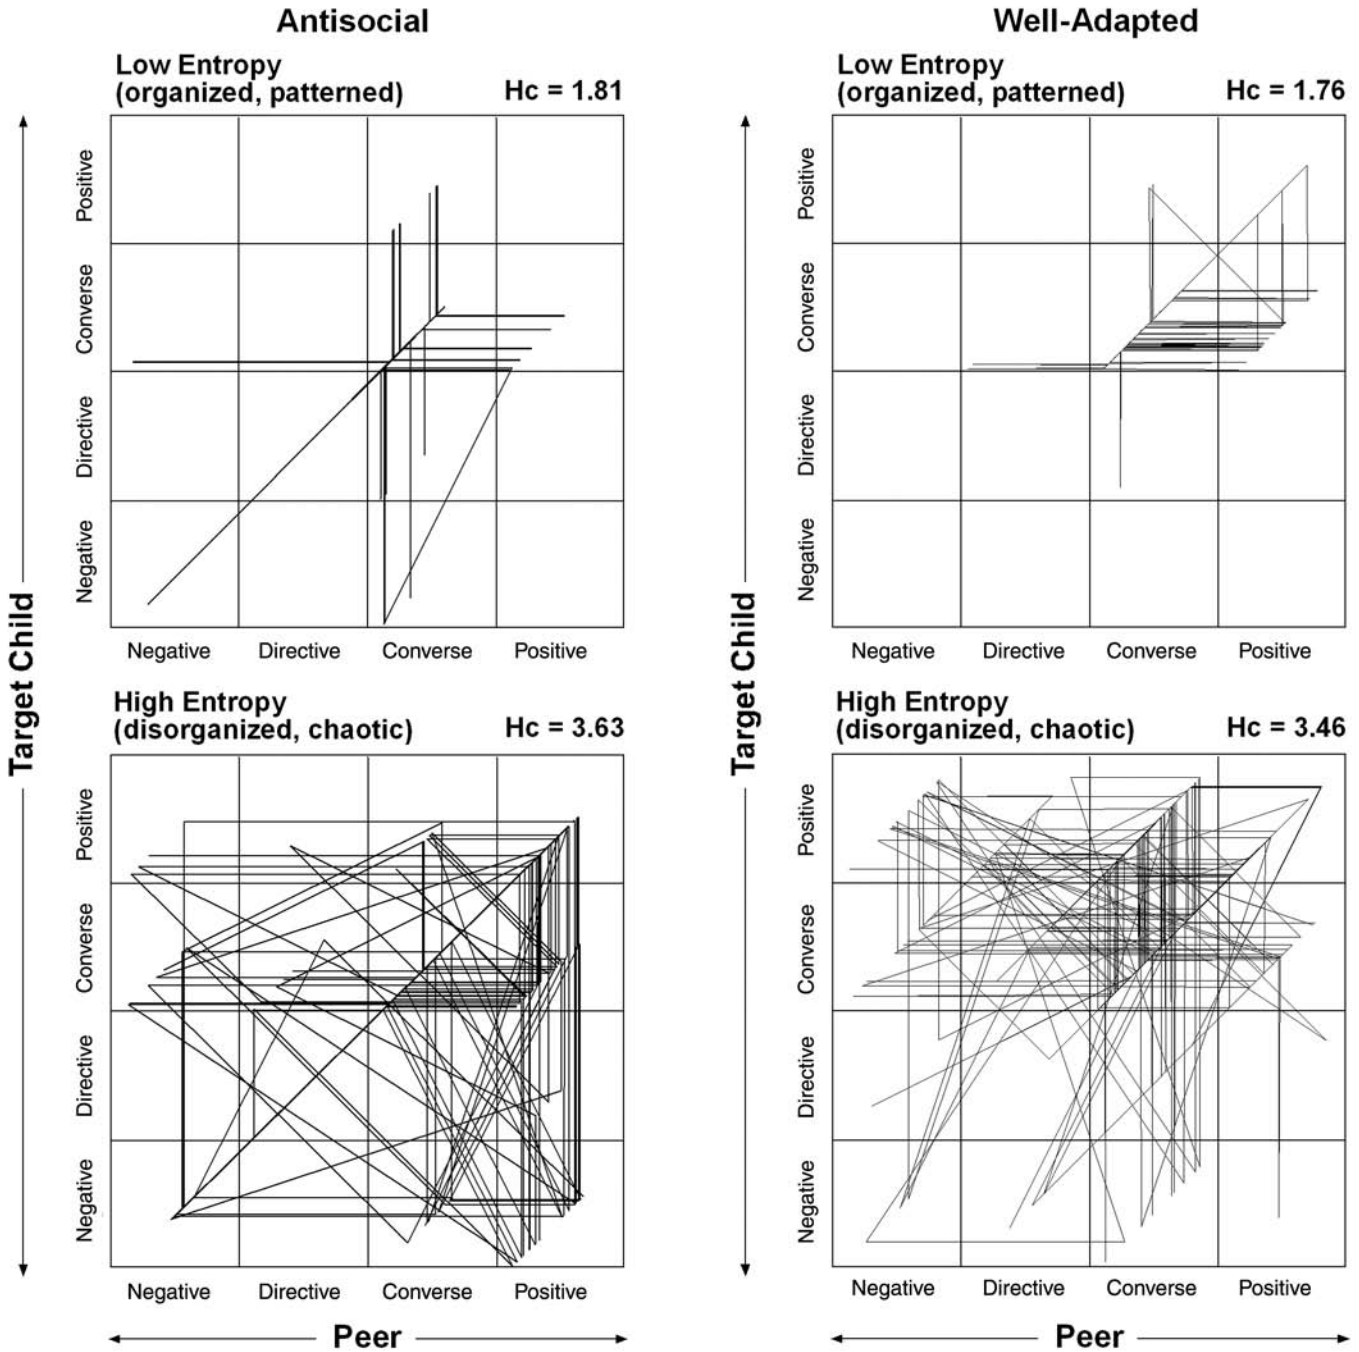 Antisocial
Well-Adapted
Low Entropy
(organized, patterned)
Hc = 1.81
Low Entropy
(organized, patterned)
Hc = 1.76
Positive
Converse
Directive
Negative
Negative
Directive
Converse
Positive
Positive
Converse
Directive
Negative
Negative
Directive
Converse
Positive
Target Child
Target Child
High Entropy
(disorganized, chaotic)
Hc = 3.63
High Entropy
(disorganized, chaotic)
Hc = 3.46
Positive
Converse
Directive
Negative
Negative
Directive
Converse
Positive
Positive
Converse
Directive
Negative
Negative
Directive
Converse
Positive
Peer
Peer